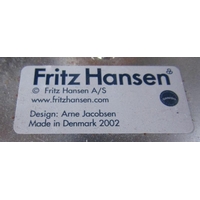 Fritz Hansen®
© Fritz Hansen A/S
www.fritzhansen.com
Design: Arne Jacobsen
Made in Denmark 2002